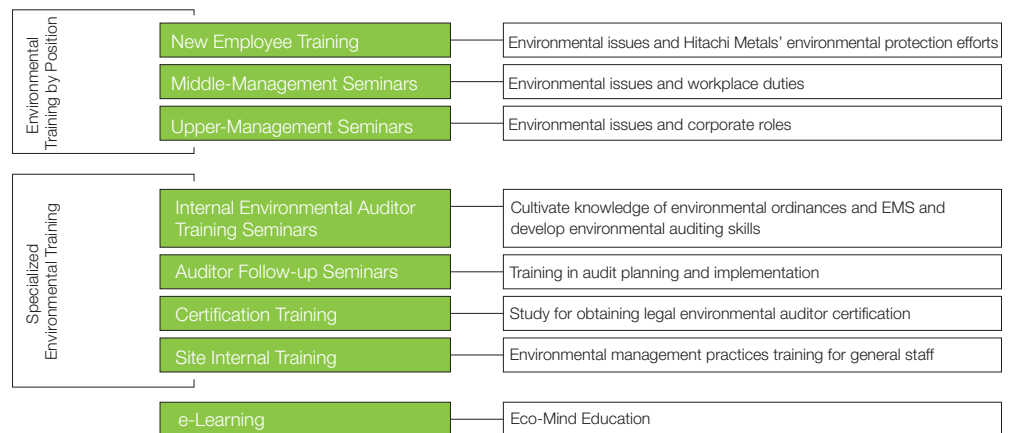 Environmental
Training by Position
New Employee Training
Environmental issues and Hitachi Metals' environmental protection efforts
Middle-Management Seminars
Environmental issues and workplace duties
Upper-Management Seminars
Environmental issues and corporate roles
Specialized
Environmental Training
Internal Environmental Auditor
Training Seminars
Cultivate knowledge of environmental ordinances and EMS and
develop environmental auditing skills
Auditor Follow-up Seminars
Training in audit planning and implementation
Certification Training
Study for obtaining legal environmental auditor certification
Site Internal Training
Environmental management practices training for general staff
e-Learning
Eco-Mind Education